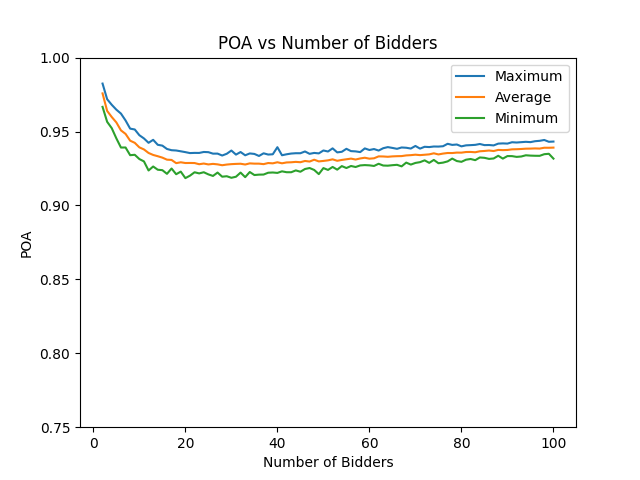 POA vs Number of Bidders
1.00
0.95
0.90
0.85
0.80
0.75
POA
Maximum
Average
Minimum
0
20
40
60
80
100
Number of Bidders